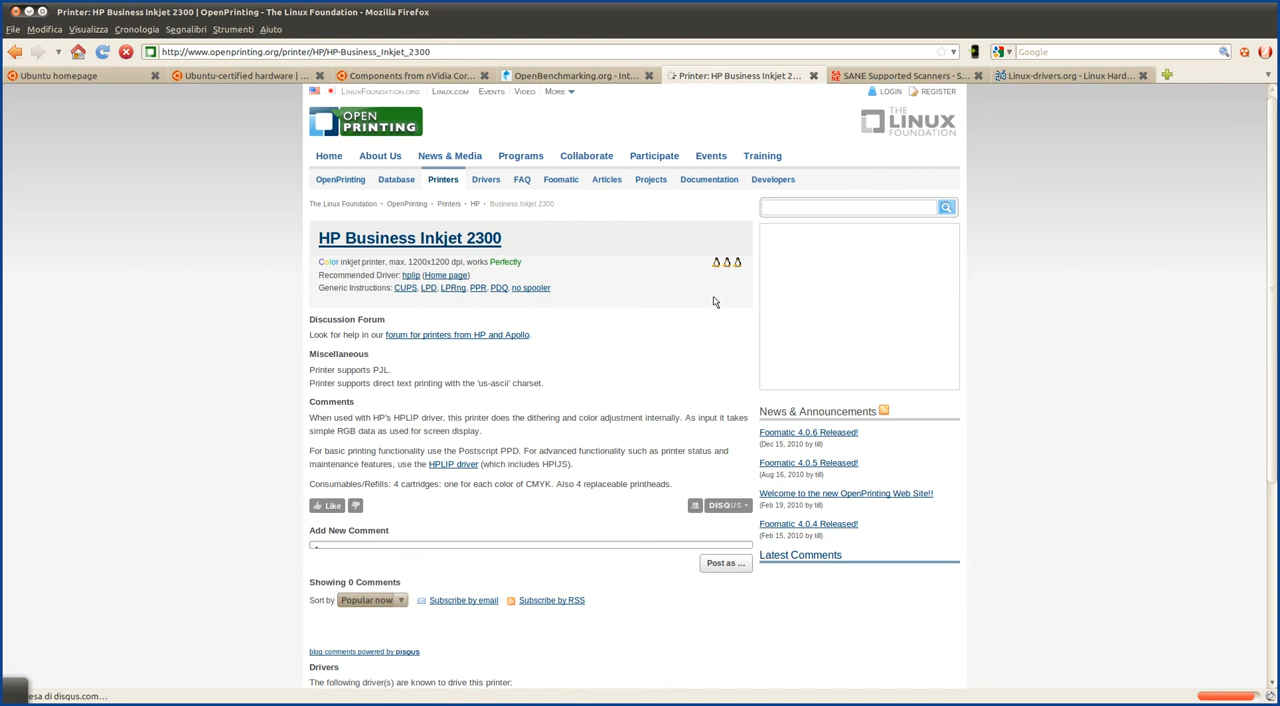 Printer: HP Business Inkjet 2300 | OpenPrinting - The Linux Foundation - Mozilla Firefox
File Modifica Visualizza Cronologia Segnalibri Strumenti Aiuto
http://www.openprinting.org/printer/HP/HP-Business_Inkjet_2300 Google
Ubuntu homepage Ubuntu-certified hardware | ... Components from nVidia Cor... OpenBenchmarking.org - Int... Printer: HP Business Inkjet 2... SANE Supported Scanners - S... Linux-drivers.org - Linux Hard...
LINUXFOUNDATION.ORG LINUX.COM EVENTS VIDEO MORE LOGIN REGISTER
OPEN PRINTING
THE LINUX FOUNDATION
Home About Us News & Media Programs Collaborate Participate Events Training
OpenPrinting Database Printers Drivers FAQ Foomatic Articles Projects Documentation Developers
The Linux Foundation • OpenPrinting • Printers • HP • Business Inkjet 2300
HP Business Inkjet 2300
Color inkjet printer, max. 1200x1200 dpi, works Perfectly
Recommended Driver: hplip (Home page)
Generic Instructions: CUPS, LPD, LPRng, PPR, PDQ, no spooler
Discussion Forum
Look for help in our forum for printers from HP and Apollo.
Miscellaneous
Printer supports PJL.
Printer supports direct text printing with the 'us-ascii' charset.
Comments
When used with HP's HPLIP driver, this printer does the dithering and color adjustment internally. As input it takes
simple RGB data as used for screen display.
For basic printing functionality use the Postscript PPD. For advanced functionality such as printer status and
maintenance features, use the HPLIP driver (which includes HPIJS).
Consumables/Refills: 4 cartridges: one for each color of CMYK. Also 4 replaceable printheads.
Like DISQUS
Add New Comment
Post as ...
Showing 0 Comments
Sort by Popular now Subscribe by email Subscribe by RSS
blog comments powered by DISQUS
Drivers
The following driver(s) are known to drive this printer:
News & Announcements
Foomatic 4.0.6 Released!
(Dec 15, 2010 by till)
Foomatic 4.0.5 Released!
(Aug 16, 2010 by till)
Welcome to the new OpenPrinting Web Site!!
(Feb 19, 2010 by till)
Foomatic 4.0.4 Released!
(Feb 15, 2010 by till)
Latest Comments
esa di disqus.com...